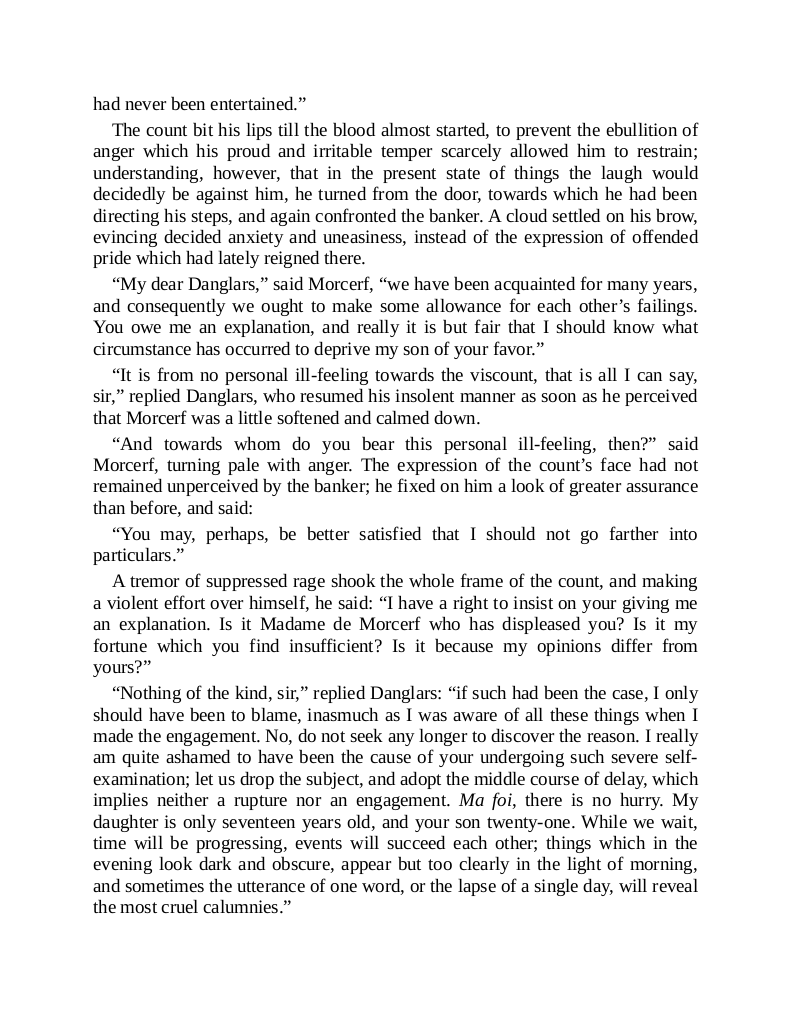 had never been entertained.”
The count bit his lips till the blood almost started, to prevent the ebullition of
anger which his proud and irritable temper scarcely allowed him to restrain;
understanding, however, that in the present state of things the laugh would
decidedly be against him, he turned from the door, towards which he had been
directing his steps, and again confronted the banker. A cloud settled on his brow,
evincing decided anxiety and uneasiness, instead of the expression of offended
pride which had lately reigned there.
“My dear Danglars,” said Morcerf, “we have been acquainted for many years,
and consequently we ought to make some allowance for each other’s failings.
You owe me an explanation, and really it is but fair that I should know what
circumstance has occurred to deprive my son of your favor.”
“It is from no personal ill-feeling towards the viscount, that is all I can say,
sir,” replied Danglars, who resumed his insolent manner as soon as he perceived
that Morcerf was a little softened and calmed down.
“And towards whom do you bear this personal ill-feeling, then?” said
Morcerf, turning pale with anger. The expression of the count’s face had not
remained unperceived by the banker; he fixed on him a look of greater assurance
than before, and said:
“You may, perhaps, be better satisfied that I should not go farther into
particulars.”
A tremor of suppressed rage shook the whole frame of the count, and making
a violent effort over himself, he said: “I have a right to insist on your giving me
an explanation. Is it Madame de Morcerf who has displeased you? Is it my
fortune which you find insufficient? Is it because my opinions differ from
yours?”
“Nothing of the kind, sir,” replied Danglars: “if such had been the case, I only
should have been to blame, inasmuch as I was aware of all these things when I
made the engagement. No, do not seek any longer to discover the reason. I really
am quite ashamed to have been the cause of your undergoing such severe self-
examination; let us drop the subject, and adopt the middle course of delay, which
implies neither a rupture nor an engagement. Ma foi, there is no hurry. My
daughter is only seventeen years old, and your son twenty-one. While we wait,
time will be progressing, events will succeed each other; things which in the
evening look dark and obscure, appear but too clearly in the light of morning,
and sometimes the utterance of one word, or the lapse of a single day, will reveal
the most cruel calumnies.”